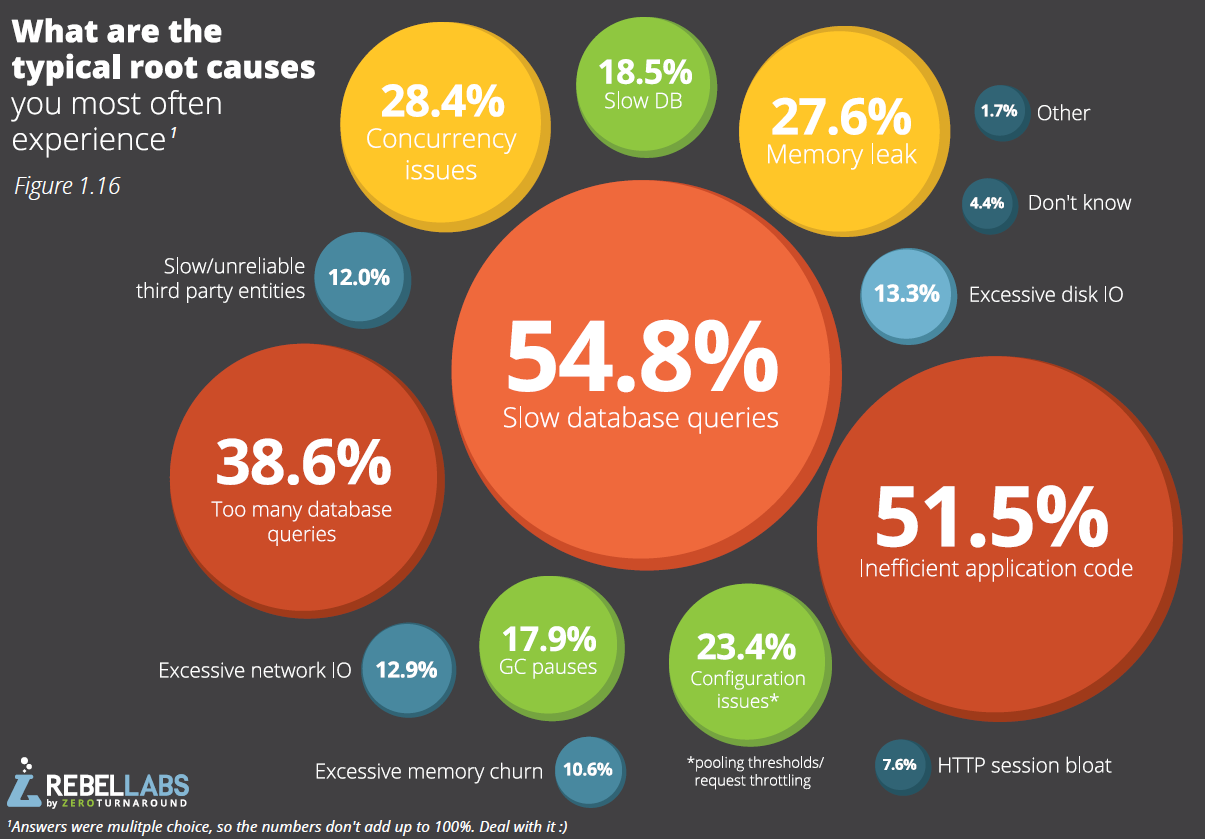 What are the
typical root causes
you most often
experience¹
Figure 1.16
28.4%
Concurrency
issues
18.5%
Slow DB
27.6%
Memory leak
1.7%
Other
4.4%
Don't know
Slow/unreliable
third party entities
12.0%
13.3%
Excessive disk IO
54.8%
Slow database queries
38.6%
Too many database
queries
51.5%
Inefficient application code
Excessive network IO
12.9%
17.9%
GC pauses
23.4%
Configuration
issues*
*pooling thresholds/
request throttling
Excessive memory churn
10.6%
7.6%
HTTP session bloat
REBELLABS
by ZEROTURNAROUND
¹Answers were mulitple choice, so the numbers don't add up to 100%. Deal with it :)